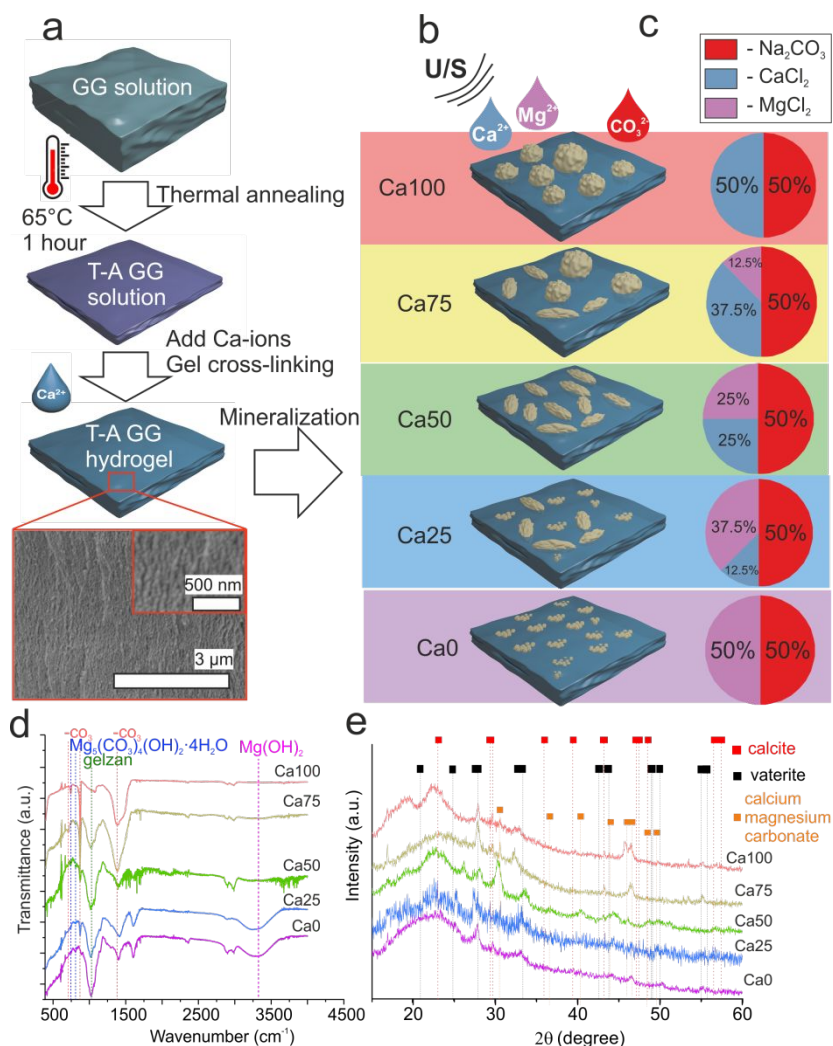 a
GG solution
65°C
1 hour
Thermal annealing
T-A GG
solution
Add Ca-ions
Gel cross-linking
Ca²⁺
T-A GG
hydrogel
Mineralization
500 nm
3 µm
b
U/S
Ca²⁺
Mg²⁺
CO₃²⁻
Ca100
Ca75
Ca50
Ca25
Ca0
c
- Na₂CO₃
- CaCl₂
- MgCl₂
50%
50%
12.5%
37.5%
50%
25%
25%
50%
37.5%
12.5%
50%
50%
50%
d
-CO₃
-CO₃
Mg₅(CO₃)₄(OH)₂·4H₂O
Mg(OH)₂
gelzan
Ca100
Ca75
Ca50
Ca25
Ca0
Transmittance (a.u.)
500
1500
2500
3500
4500
Wavenumber (cm⁻¹)
e
calcite
vaterite
calcium
magnesium
carbonate
Ca100
Ca75
Ca50
Ca25
Ca0
Intensity (a.u.)
20
30
40
50
60
2θ (degree)